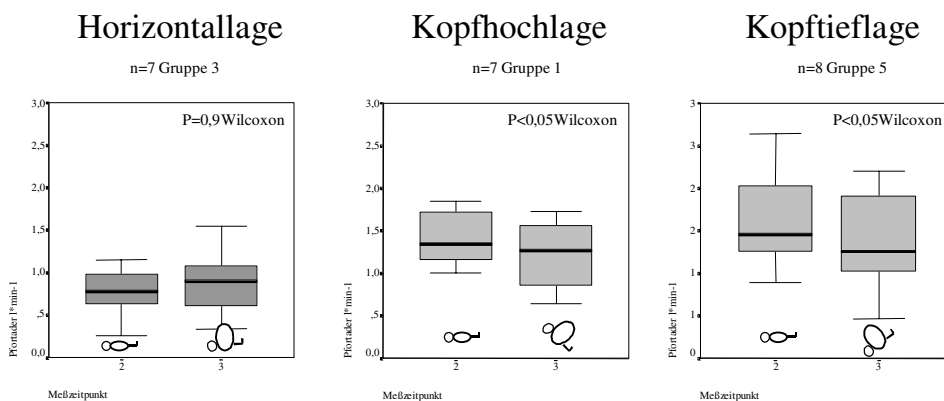 Horizontallage
n=7 Gruppe 3
P=0,9Wilcoxon
3,0
2,5
2,0
1,5
1,0
,5
0,0
Pfortader l*min-1
2
3
Meßzeitpunkt
Kopfhochlage
n=7 Gruppe 1
P<0,05Wilcoxon
3,0
2,5
2,0
1,5
1,0
,5
0,0
Pfortader l*min-1
2
3
Meßzeitpunkt
Kopftieflage
n=8 Gruppe 5
P<0,05Wilcoxon
3
3
2
2
1
1
0
Pfortader l*min-1
2
3
Meßzeitpunkt